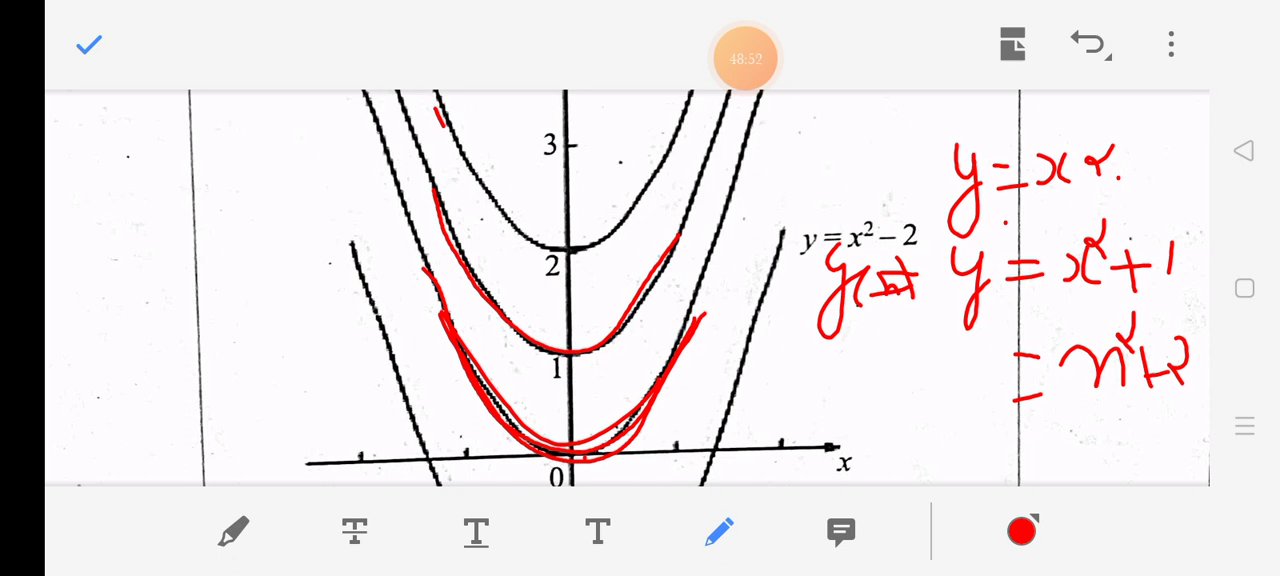 48:52
3
y = x² – 2
2
1
0
x
T
T
T
y = x².
y = x² + 1
= x² + 2